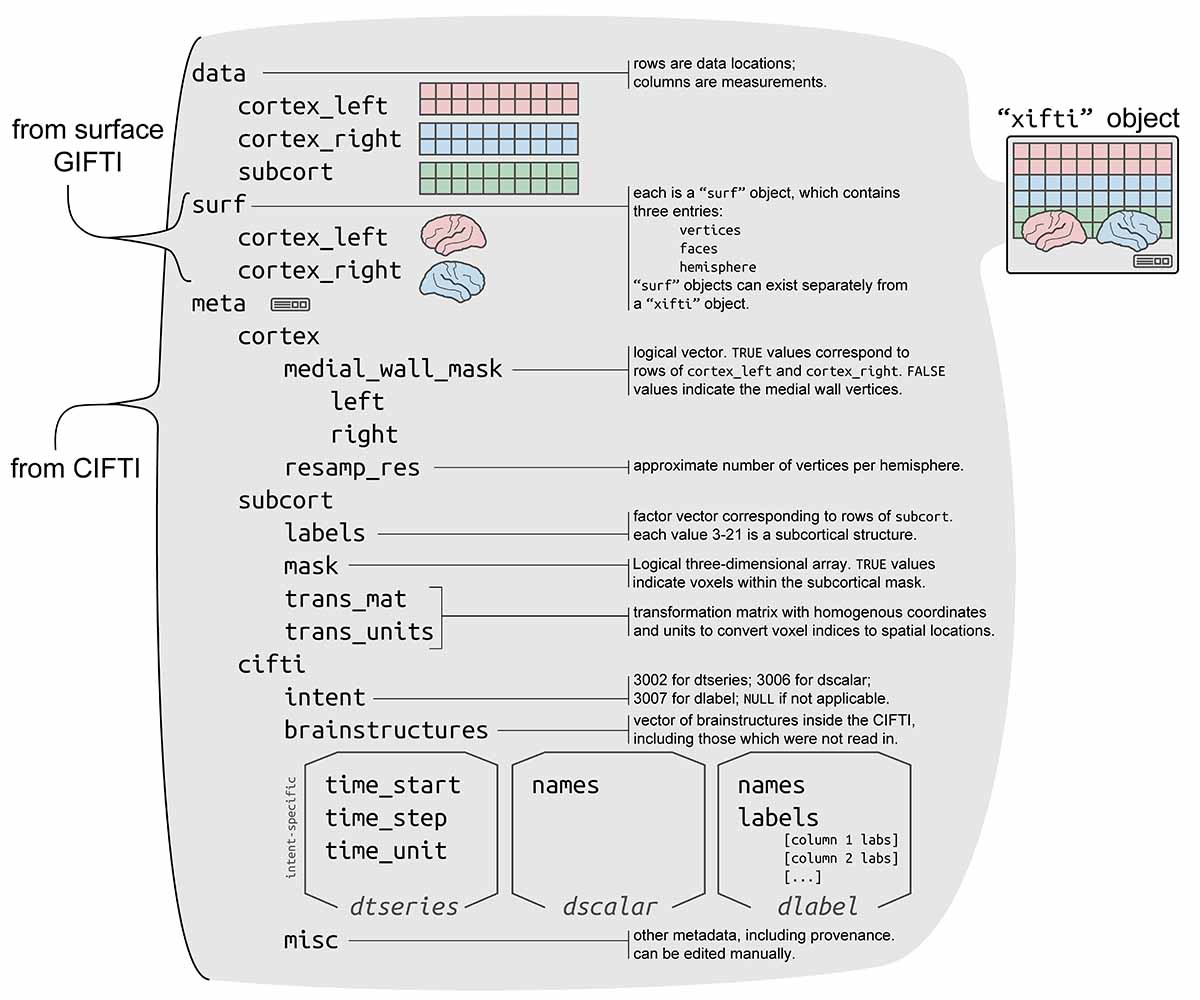 data
rows are data locations;
columns are measurements.
cortex_left
cortex_right
subcort
from surface
GIFTI
"xifti" object
surf
each is a "surf" object, which contains
three entries:
vertices
faces
hemisphere
"surf" objects can exist separately from
a "xifti" object.
cortex_left
cortex_right
meta
cortex
medial_wall_mask
logical vector. TRUE values correspond to
rows of cortex_left and cortex_right. FALSE
values indicate the medial wall vertices.
left
right
from CIFTI
resamp_res
approximate number of vertices per hemisphere.
subcort
labels
factor vector corresponding to rows of subcort.
each value 3-21 is a subcortical structure.
mask
Logical three-dimensional array. TRUE values
indicate voxels within the subcortical mask.
trans_mat
trans_units
transformation matrix with homogenous coordinates
and units to convert voxel indices to spatial locations.
cifti
intent
3002 for dtseries; 3006 for dscalar;
3007 for dlabel; NULL if not applicable.
brainstructures
vector of brainstructures inside the CIFTI,
including those which were not read in.
intent-specific
time_start
time_step
time_unit
dtseries
names
dscalar
names
labels
[column 1 labs]
[column 2 labs]
[...]
dlabel
misc
other metadata, including provenance.
can be edited manually.